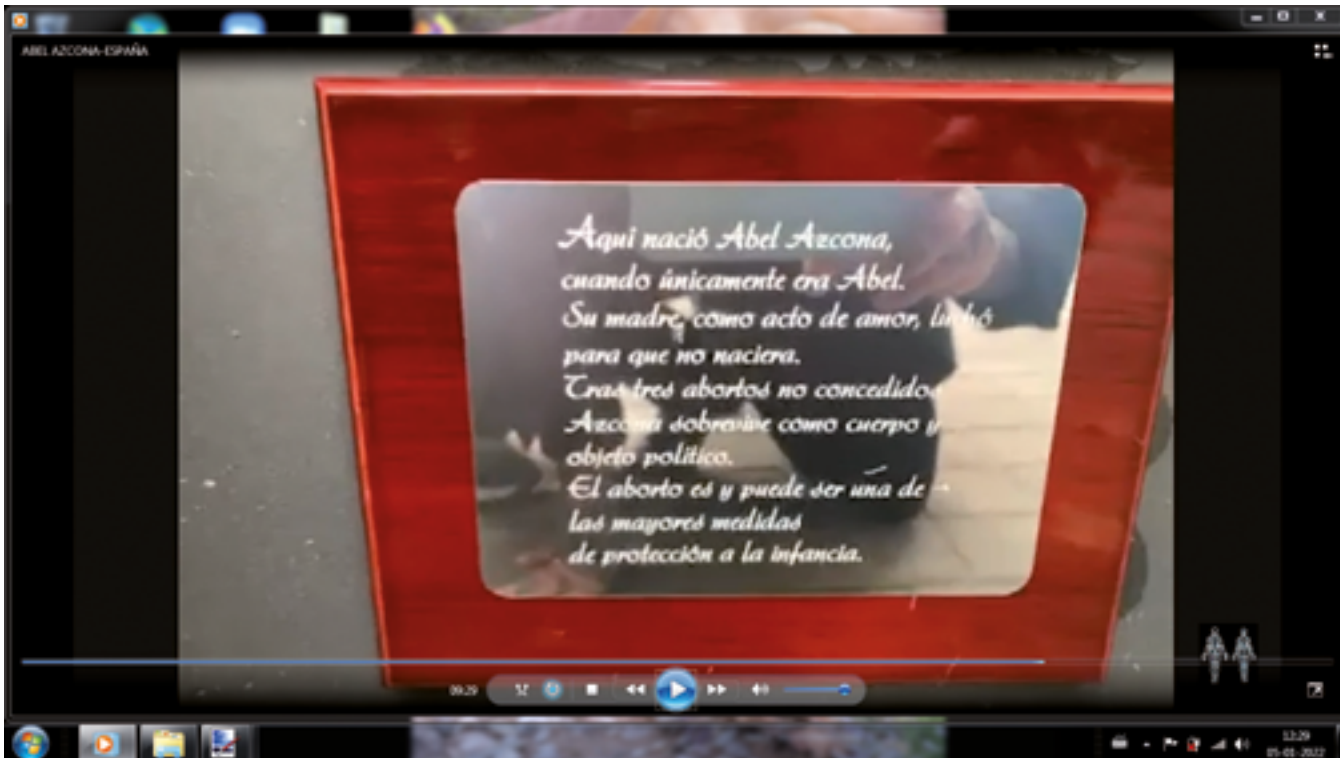 ABEL AZCONA-ESPAÑA
Aquí nació Abel Azcona,
cuando únicamente era Abel.
Su madre, como acto de amor, luchó
para que no naciera.
Tras tres abortos no concedidos
Azcona sobrevive como cuerpo y
objeto político.
El aborto es y puede ser una de
las mayores medidas
de protección a la infancia.
09:29
12:29
05-01-2022